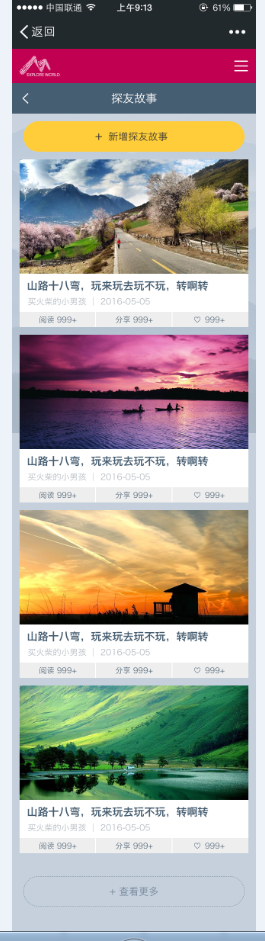 中国联通 上午9:13 61%
返回
EXPLORE WORLD
探友故事
+ 新增探友故事
山路十八弯，玩来玩去玩不玩，转啊转
买火柴的小男孩 | 2016-05-05
阅读 999+ 分享 999+ ♡ 999+
山路十八弯，玩来玩去玩不玩，转啊转
买火柴的小男孩 | 2016-05-05
阅读 999+ 分享 999+ ♡ 999+
山路十八弯，玩来玩去玩不玩，转啊转
买火柴的小男孩 | 2016-05-05
阅读 999+ 分享 999+ ♡ 999+
山路十八弯，玩来玩去玩不玩，转啊转
买火柴的小男孩 | 2016-05-05
阅读 999+ 分享 999+ ♡ 999+
+ 查看更多